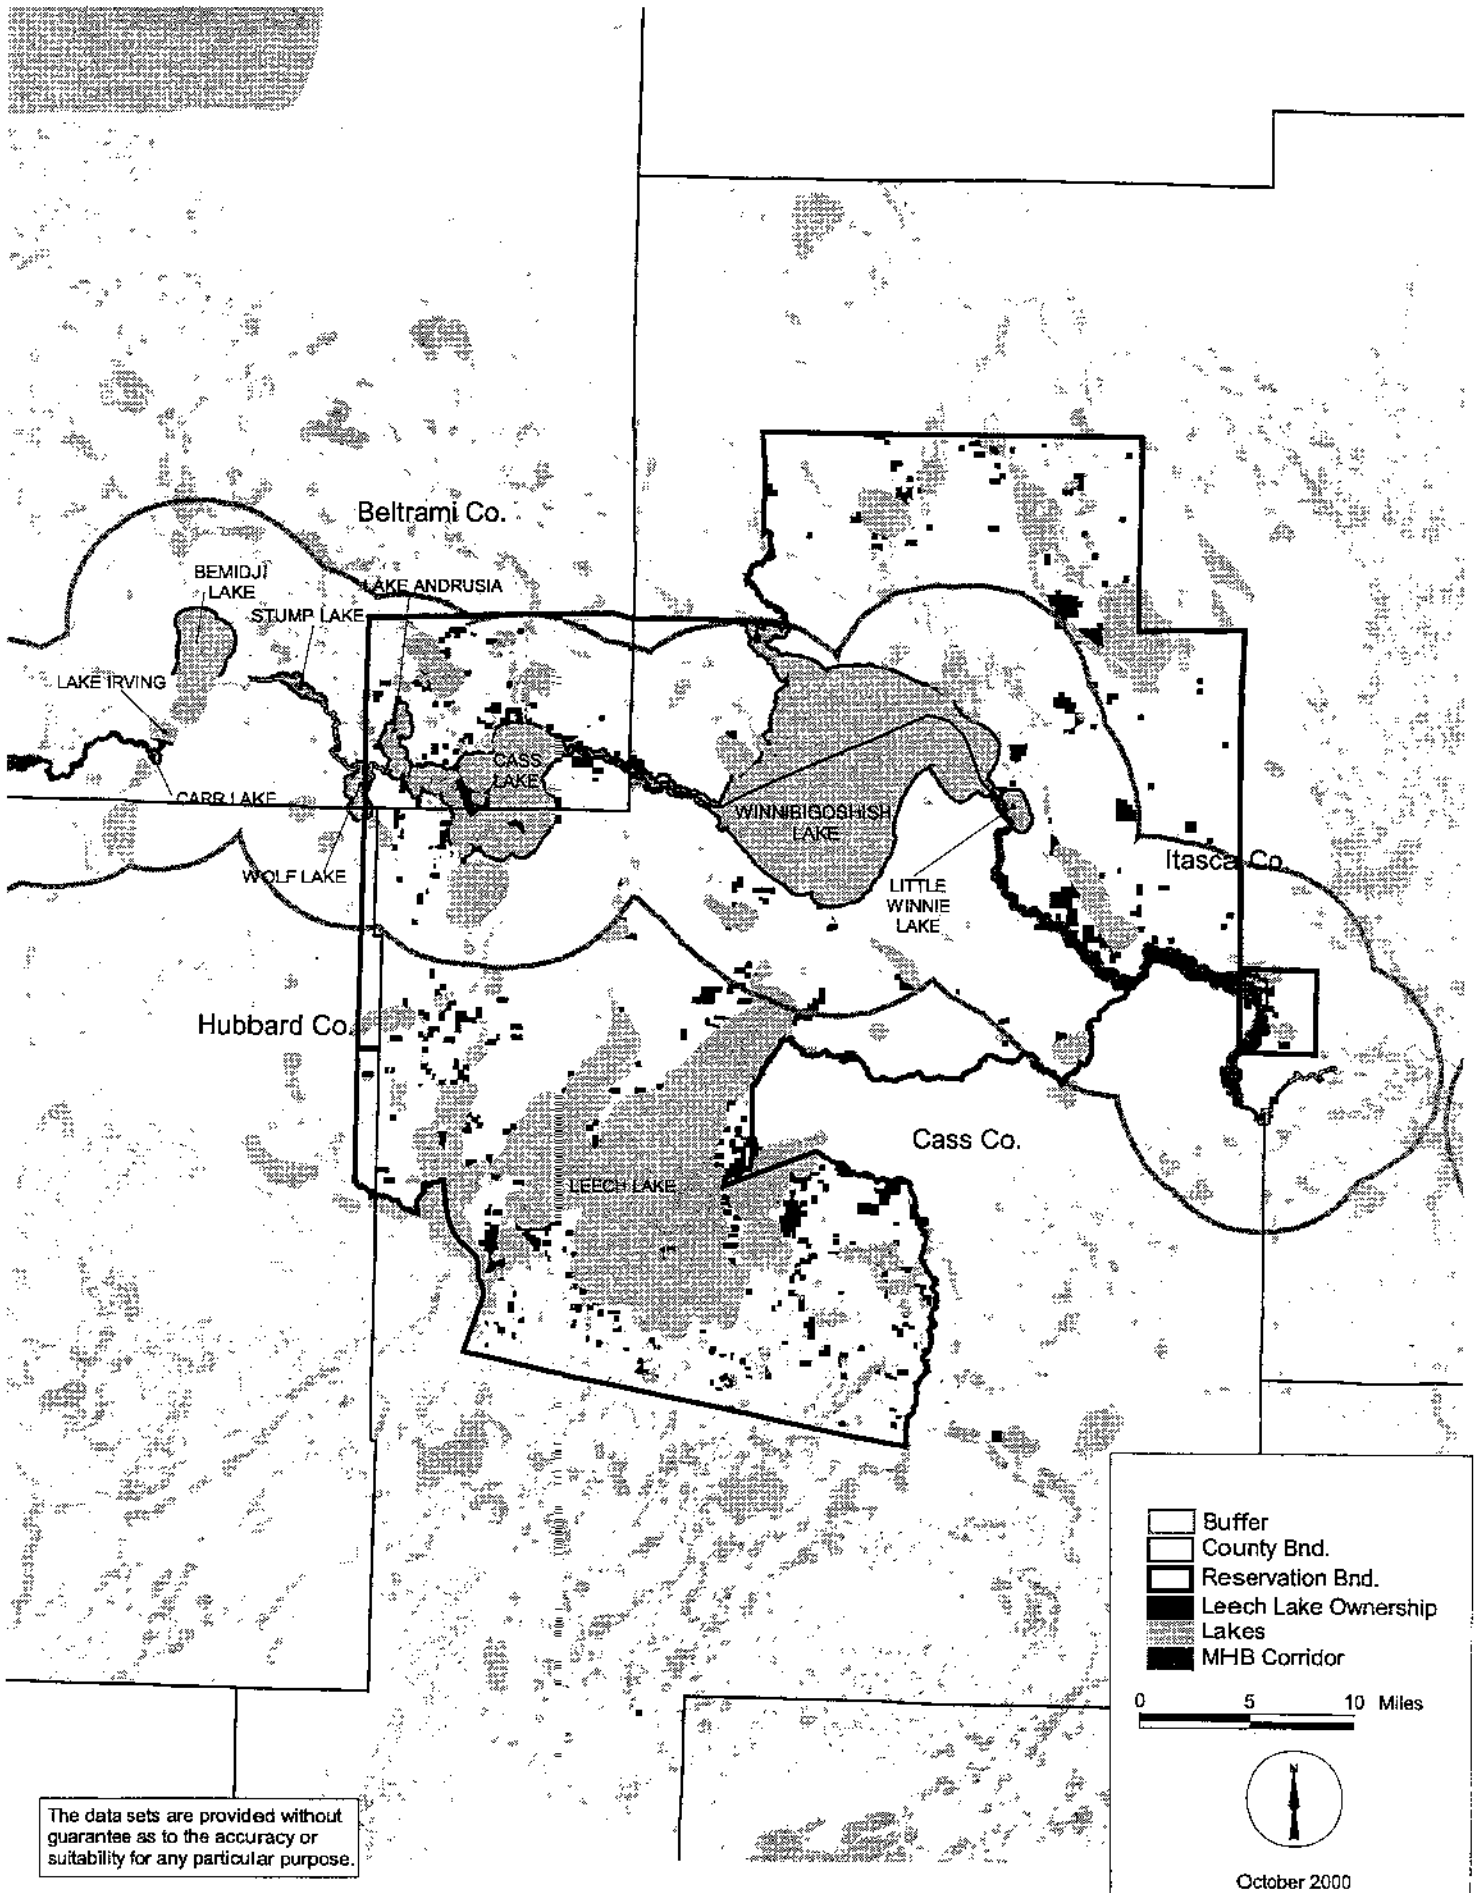 Beltrami Co.
BEMIDJI
LAKE
LAKE ANDRUSIA
STUMP LAKE
LAKE IRVING
CASS
LAKE
CARR LAKE
WINNIBIGOSHISH
LAKE
WOLF LAKE
LITTLE
WINNIE
LAKE
Itasca Co.
Hubbard Co.
Cass Co.
LEECH LAKE
Buffer
County Bnd.
Reservation Bnd.
Leech Lake Ownership
Lakes
MHB Corridor
0 5 10 Miles
N
October 2000
The data sets are provided without
guarantee as to the accuracy or
suitability for any particular purpose.